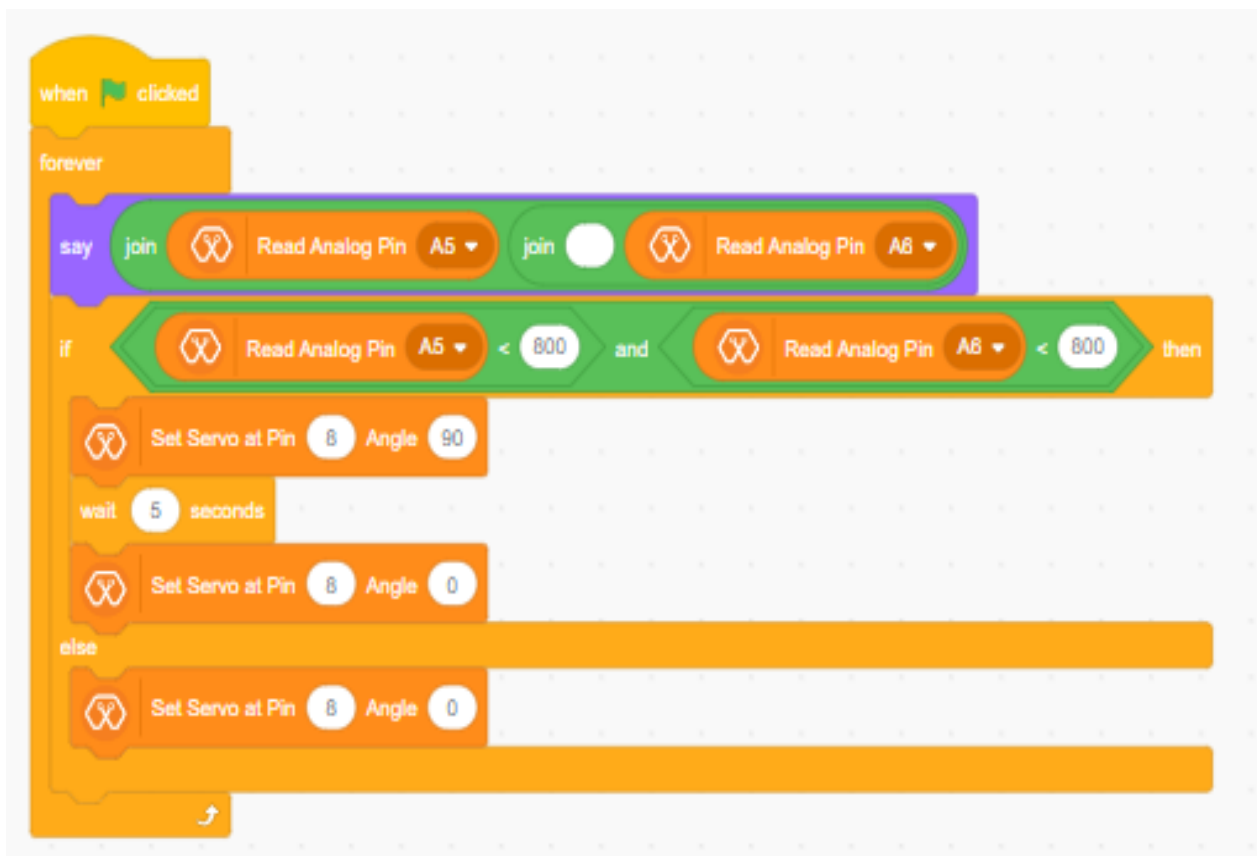 when clicked
forever
say join Read Analog Pin A5 join Read Analog Pin A6
if Read Analog Pin A5 < 800 and Read Analog Pin A6 < 800 then
Set Servo at Pin 8 Angle 90
wait 5 seconds
Set Servo at Pin 8 Angle 0
else
Set Servo at Pin 8 Angle 0